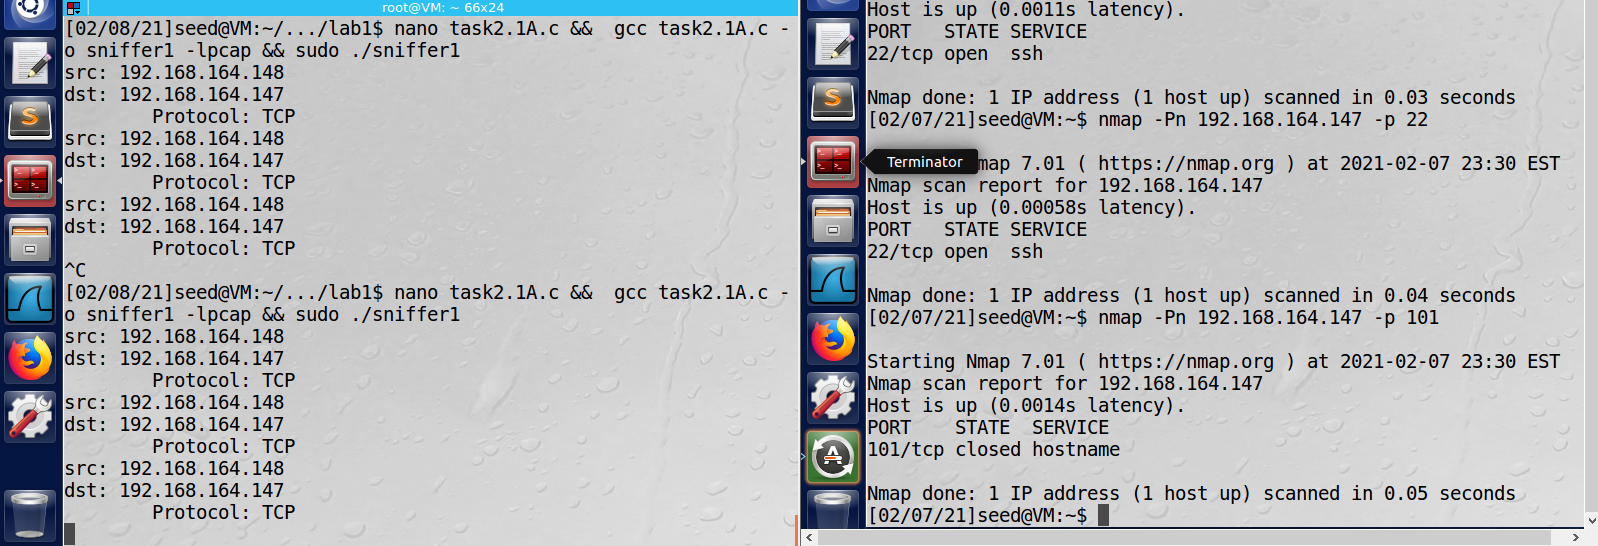 root@VM: ~ 66x24
[02/08/21]seed@VM:~/.../lab1$ nano task2.1A.c &&  gcc task2.1A.c -
o sniffer1 -lpcap && sudo ./sniffer1
src: 192.168.164.148
dst: 192.168.164.147
        Protocol: TCP
src: 192.168.164.148
dst: 192.168.164.147
        Protocol: TCP
src: 192.168.164.148
dst: 192.168.164.147
        Protocol: TCP
^C
[02/08/21]seed@VM:~/.../lab1$ nano task2.1A.c &&  gcc task2.1A.c -
o sniffer1 -lpcap && sudo ./sniffer1
src: 192.168.164.148
dst: 192.168.164.147
        Protocol: TCP
src: 192.168.164.148
dst: 192.168.164.147
        Protocol: TCP
src: 192.168.164.148
dst: 192.168.164.147
        Protocol: TCP
Host is up (0.0011s latency).
PORT   STATE SERVICE
22/tcp open  ssh
Nmap done: 1 IP address (1 host up) scanned in 0.03 seconds
[02/07/21]seed@VM:~$ nmap -Pn 192.168.164.147 -p 22
Terminator
map 7.01 ( https://nmap.org ) at 2021-02-07 23:30 EST
Nmap scan report for 192.168.164.147
Host is up (0.00058s latency).
PORT   STATE SERVICE
22/tcp open  ssh
Nmap done: 1 IP address (1 host up) scanned in 0.04 seconds
[02/07/21]seed@VM:~$ nmap -Pn 192.168.164.147 -p 101
Starting Nmap 7.01 ( https://nmap.org ) at 2021-02-07 23:30 EST
Nmap scan report for 192.168.164.147
Host is up (0.0014s latency).
PORT    STATE  SERVICE
101/tcp closed hostname
Nmap done: 1 IP address (1 host up) scanned in 0.05 seconds
[02/07/21]seed@VM:~$